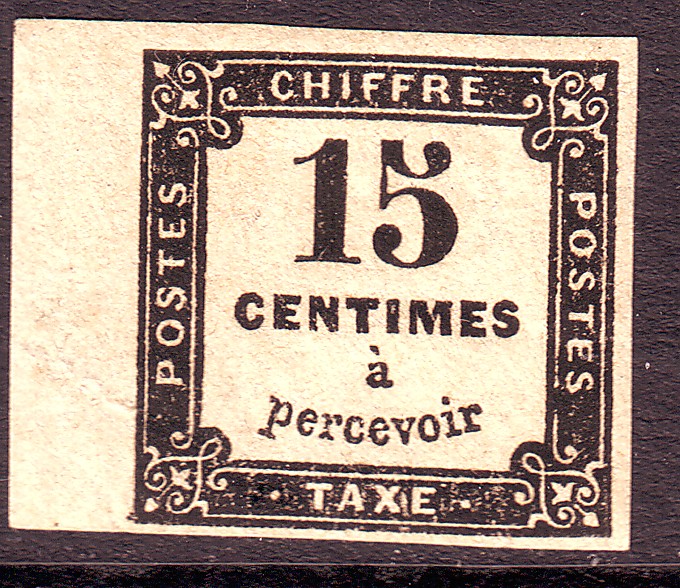 CHIFFRE
POSTES
15
CENTIMES
à
percevoir
POSTES
TAXE